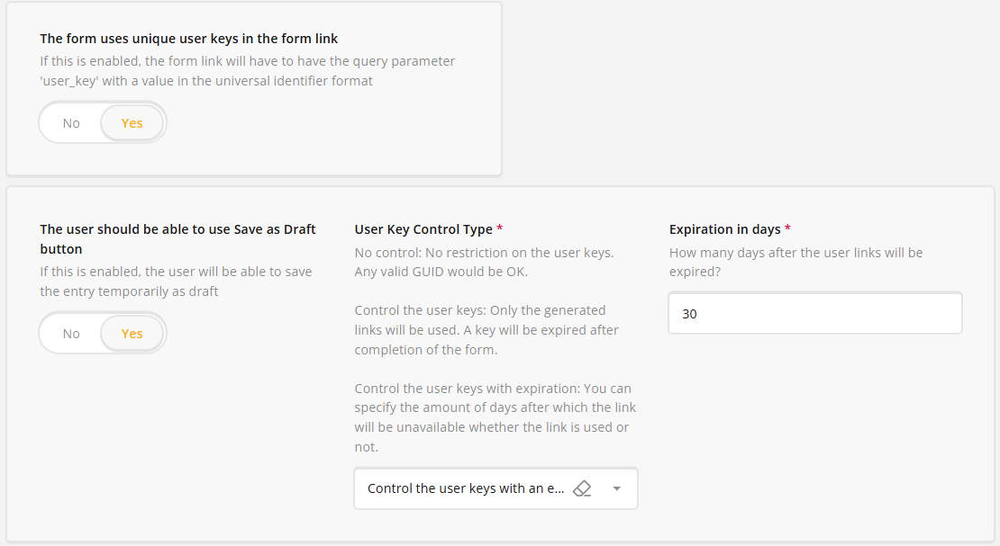 The form uses unique user keys in the form link
If this is enabled, the form link will have to have the query parameter
'user_key' with a value in the universal identifier format
No
Yes
The user should be able to use Save as Draft
button
If this is enabled, the user will be able to save
the entry temporarily as draft
No
Yes
User Key Control Type *
No control: No restriction on the user keys.
Any valid GUID would be OK.
Control the user keys: Only the generated
links will be used. A key will be expired after
completion of the form.
Control the user keys with expiration: You can
specify the amount of days after which the link
will be unavailable whether the link is used or
not.
Control the user keys with an e...
Expiration in days *
How many days after the user links will be
expired?
30